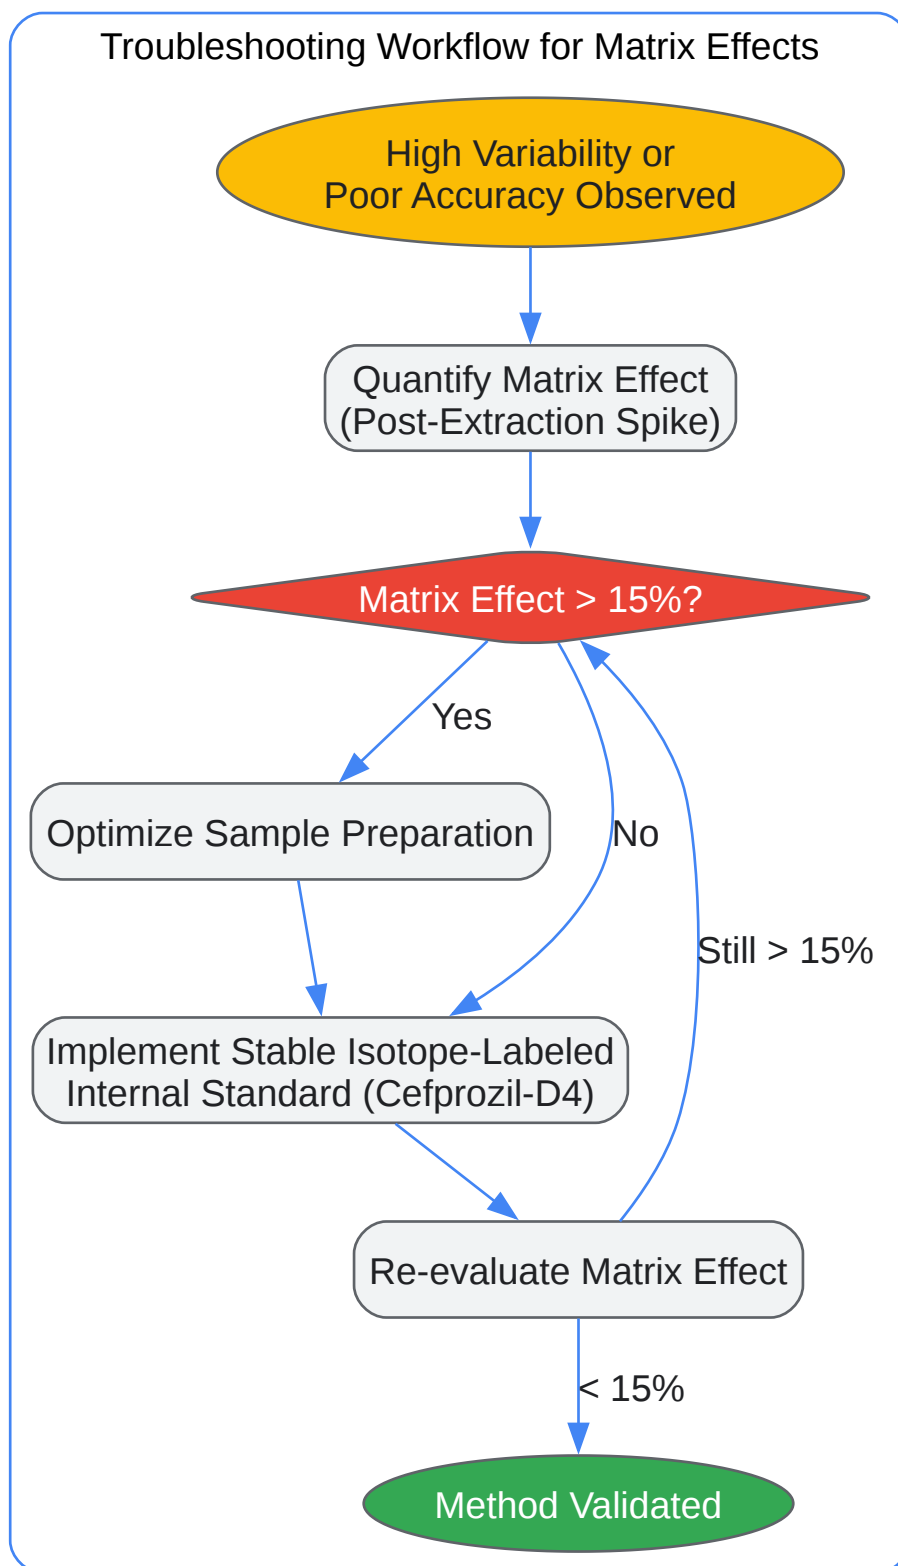 Troubleshooting Workflow for Matrix Effects
High Variability or
Poor Accuracy Observed
Quantify Matrix Effect
(Post-Extraction Spike)
Matrix Effect > 15%?
Yes
Optimize Sample Preparation
No
Still > 15%
Implement Stable Isotope-Labeled
Internal Standard (Cefprozil-D4)
Re-evaluate Matrix Effect
< 15%
Method Validated